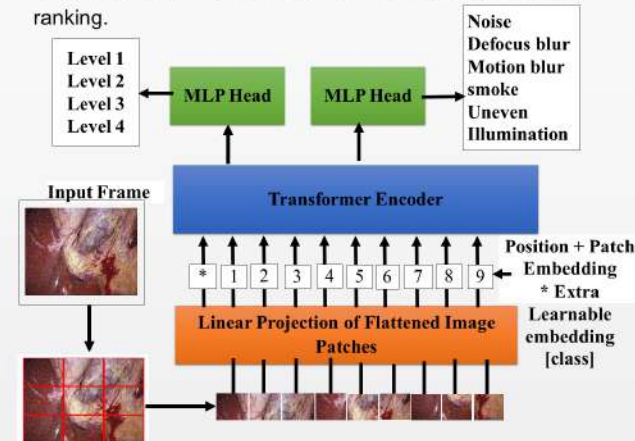 ranking.
Level 1
Level 2
Level 3
Level 4
MLP Head
MLP Head
Noise
Defocus blur
Motion blur
smoke
Uneven
Illumination
Transformer Encoder
Input Frame
* 1 2 3 4 5 6 7 8 9
Position + Patch
Embedding
* Extra
Learnable
embedding
[class]
Linear Projection of Flattened Image
Patches